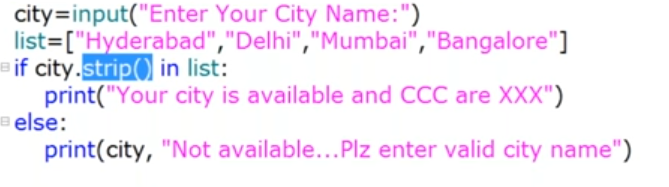 city=input("Enter Your City Name:")
list=["Hyderabad","Delhi","Mumbai","Bangalore"]
if city.strip() in list:
    print("Your city is available and CCC are XXX")
else:
    print(city, "Not available...Plz enter valid city name")